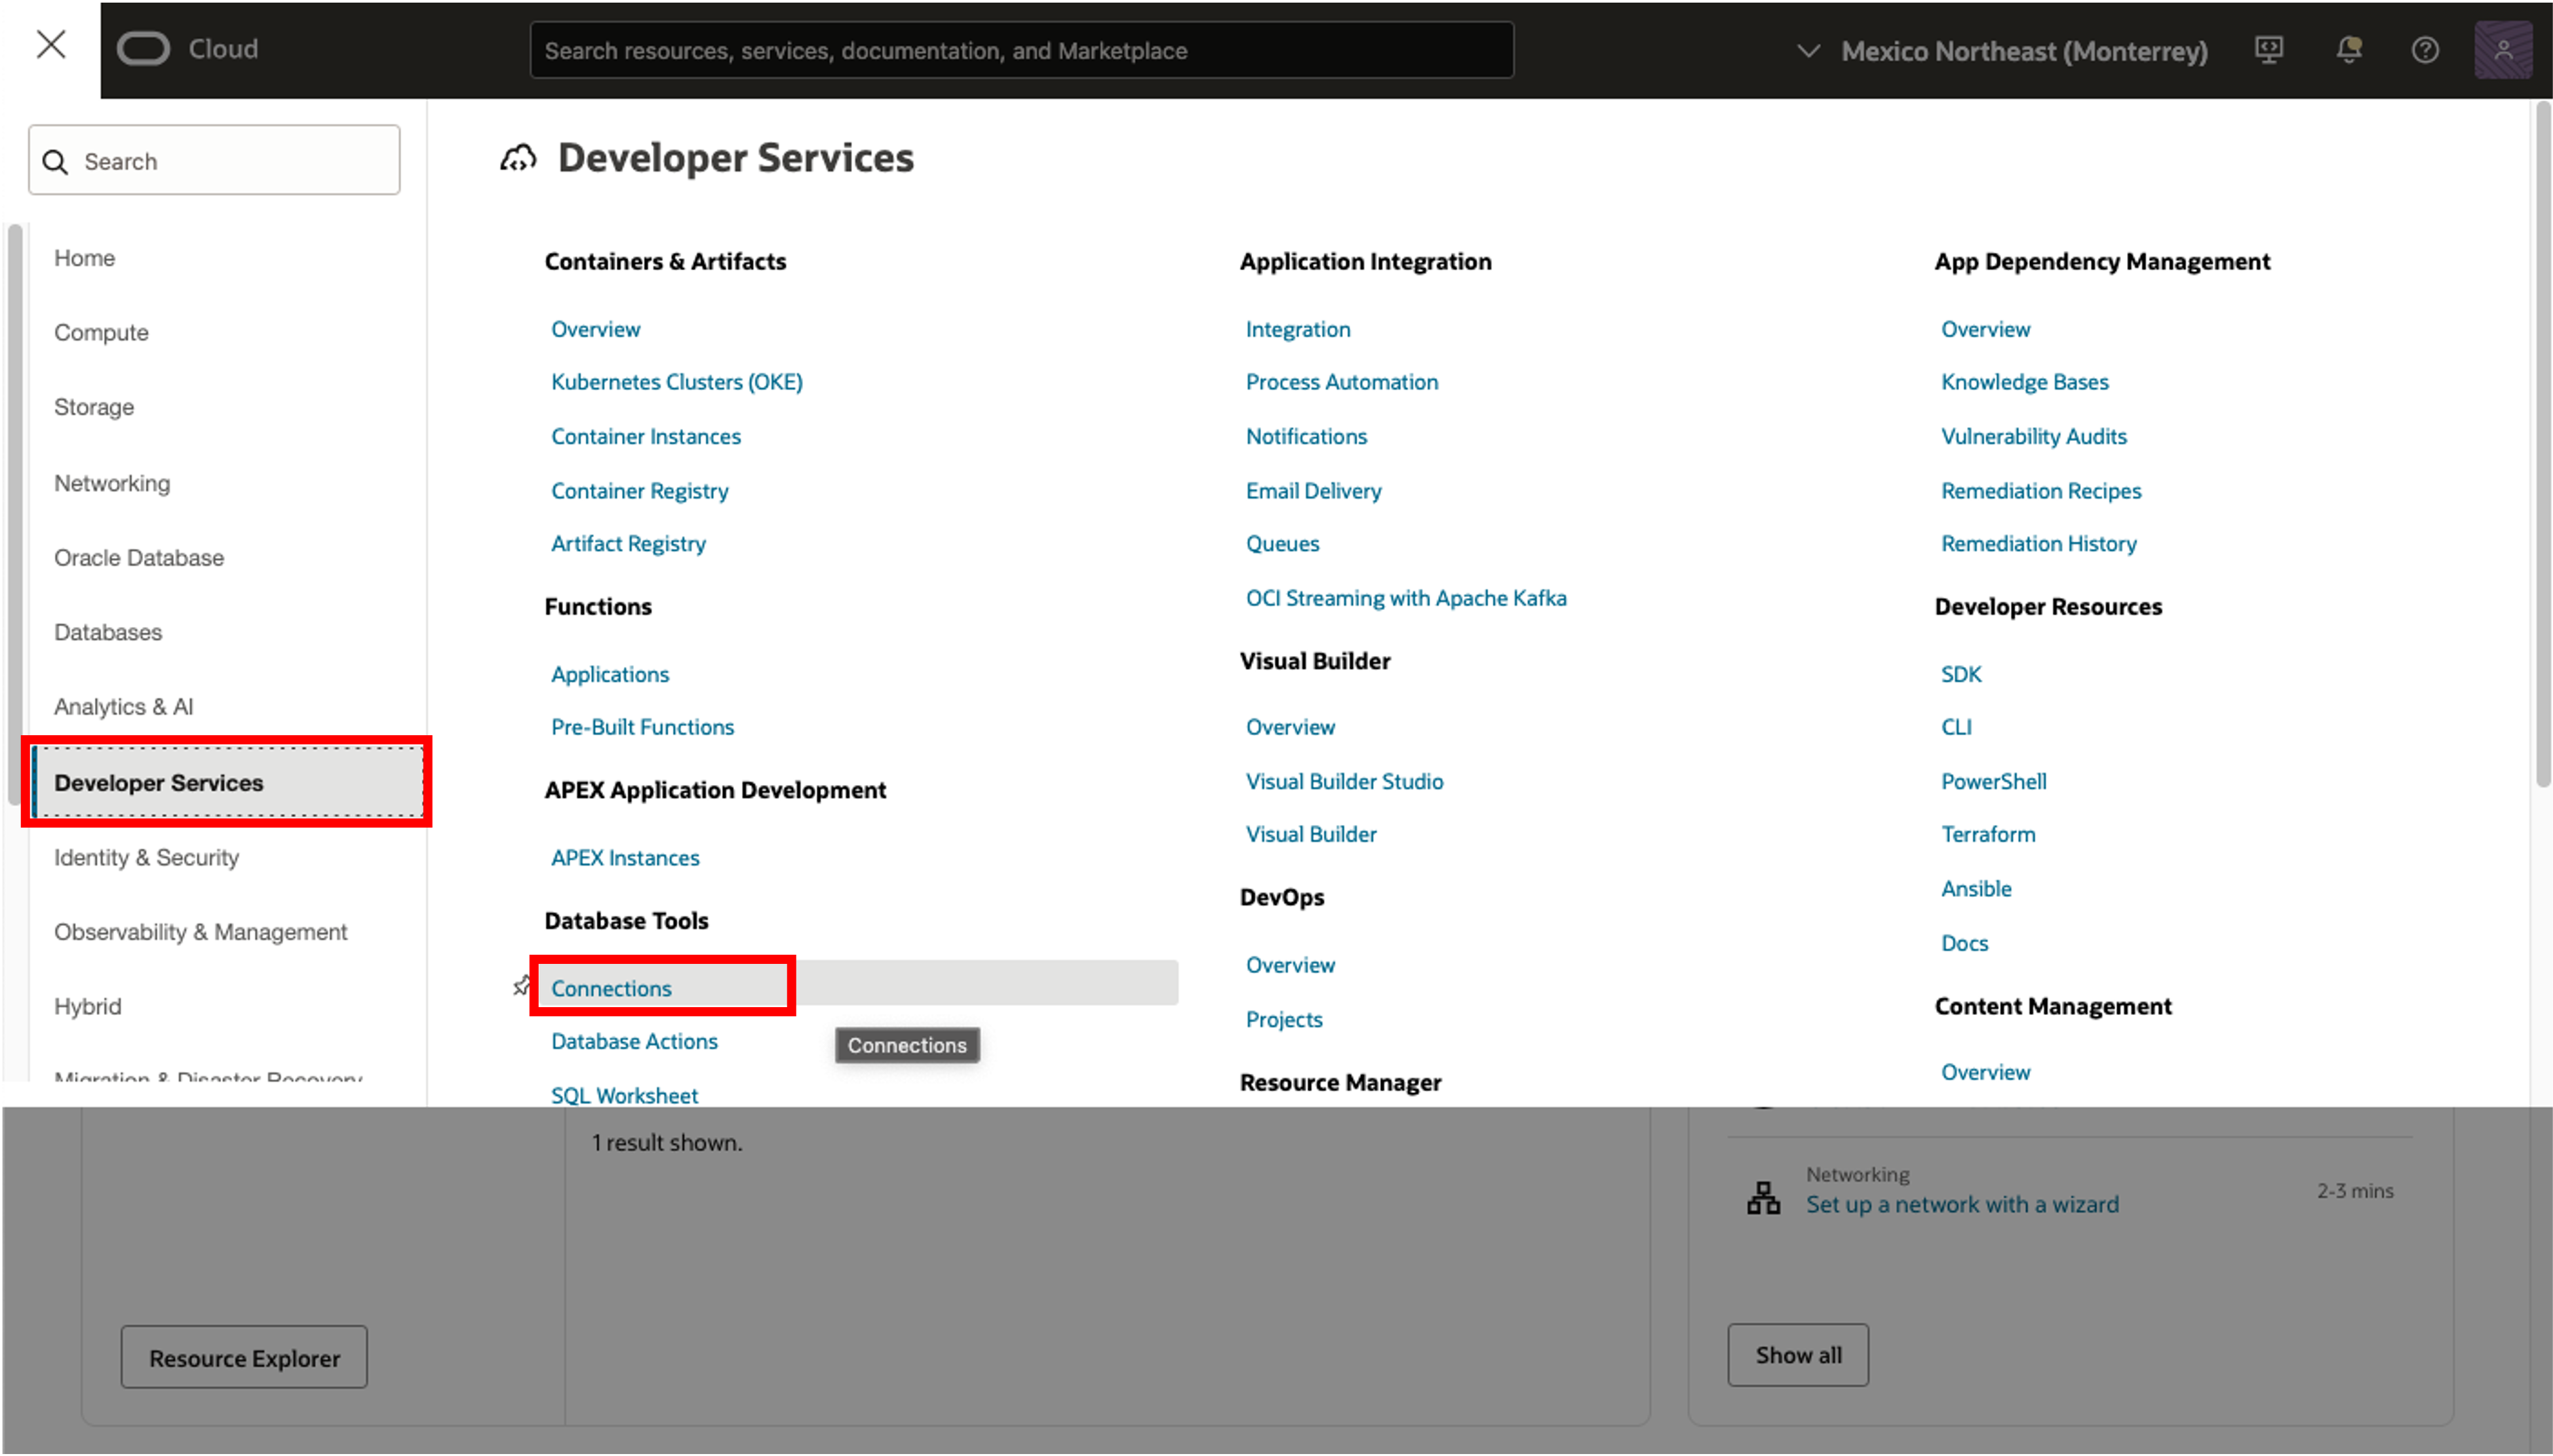 Cloud
Search resources, services, documentation, and Marketplace
Mexico Northeast (Monterrey)
Search
Home
Compute
Storage
Networking
Oracle Database
Databases
Analytics & AI
Developer Services
Identity & Security
Observability & Management
Hybrid
Migration & Disaster Recovery
Developer Services
Containers & Artifacts
Overview
Kubernetes Clusters (OKE)
Container Instances
Container Registry
Artifact Registry
Functions
Applications
Pre-Built Functions
APEX Application Development
APEX Instances
Database Tools
Connections
Database Actions
Connections
SQL Worksheet
Application Integration
Integration
Process Automation
Notifications
Email Delivery
Queues
OCI Streaming with Apache Kafka
Visual Builder
Overview
Visual Builder Studio
Visual Builder
DevOps
Overview
Projects
Resource Manager
App Dependency Management
Overview
Knowledge Bases
Vulnerability Audits
Remediation Recipes
Remediation History
Developer Resources
SDK
CLI
PowerShell
Terraform
Ansible
Docs
Content Management
Overview
1 result shown.
Networking
Set up a network with a wizard
2-3 mins
Resource Explorer
Show all